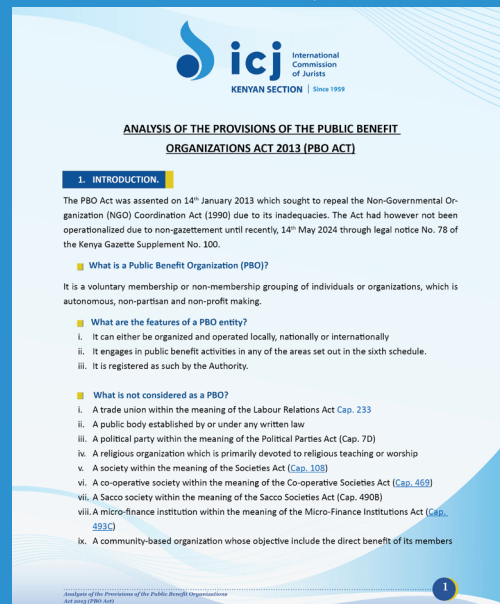 icj
International
Commission
of Jurists
KENYAN SECTION | Since 1959
ANALYSIS OF THE PROVISIONS OF THE PUBLIC BENEFIT
ORGANIZATIONS ACT 2013 (PBO ACT)
1. INTRODUCTION.
The PBO Act was assented on 14th January 2013 which sought to repeal the Non-Governmental Or-
ganization (NGO) Coordination Act (1990) due to its inadequacies. The Act had however not been
operationalized due to non-gazettement until recently, 14th May 2024 through legal notice No. 78 of
the Kenya Gazette Supplement No. 100.
What is a Public Benefit Organization (PBO)?
It is a voluntary membership or non-membership grouping of individuals or organizations, which is
autonomous, non-partisan and non-profit making.
What are the features of a PBO entity?
i. It can either be organized and operated locally, nationally or internationally
ii. It engages in public benefit activities in any of the areas set out in the sixth schedule.
iii. It is registered as such by the Authority.
What is not considered as a PBO?
i. A trade union within the meaning of the Labour Relations Act Cap. 233
ii. A public body established by or under any written law
iii. A political party within the meaning of the Political Parties Act (Cap. 7D)
iv. A religious organization which is primarily devoted to religious teaching or worship
v. A society within the meaning of the Societies Act (Cap. 108)
vi. A co-operative society within the meaning of the Co-operative Societies Act (Cap. 469)
vii. A Sacco society within the meaning of the Sacco Societies Act (Cap. 490B)
viii. A micro-finance institution within the meaning of the Micro-Finance Institutions Act (Cap.
493C)
ix. A community-based organization whose objective include the direct benefit of its members
1
Analysis of the Provisions of the Public Benefit Organizations
Act 2013 (PBO Act)